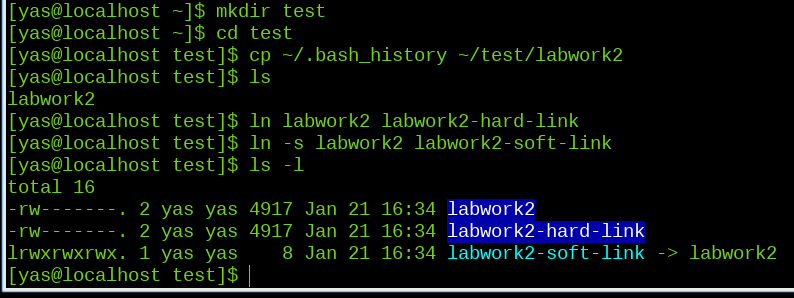 [yas@localhost ~]$ mkdir test
[yas@localhost ~]$ cd test
[yas@localhost test]$ cp ~/.bash_history ~/test/labwork2
[yas@localhost test]$ ls
labwork2
[yas@localhost test]$ ln labwork2 labwork2-hard-link
[yas@localhost test]$ ln -s labwork2 labwork2-soft-link
[yas@localhost test]$ ls -l
total 16
-rw-------. 2 yas yas 4917 Jan 21 16:34 labwork2
-rw-------. 2 yas yas 4917 Jan 21 16:34 labwork2-hard-link
lrwxrwxrwx. 1 yas yas    8 Jan 21 16:34 labwork2-soft-link -> labwork2
[yas@localhost test]$